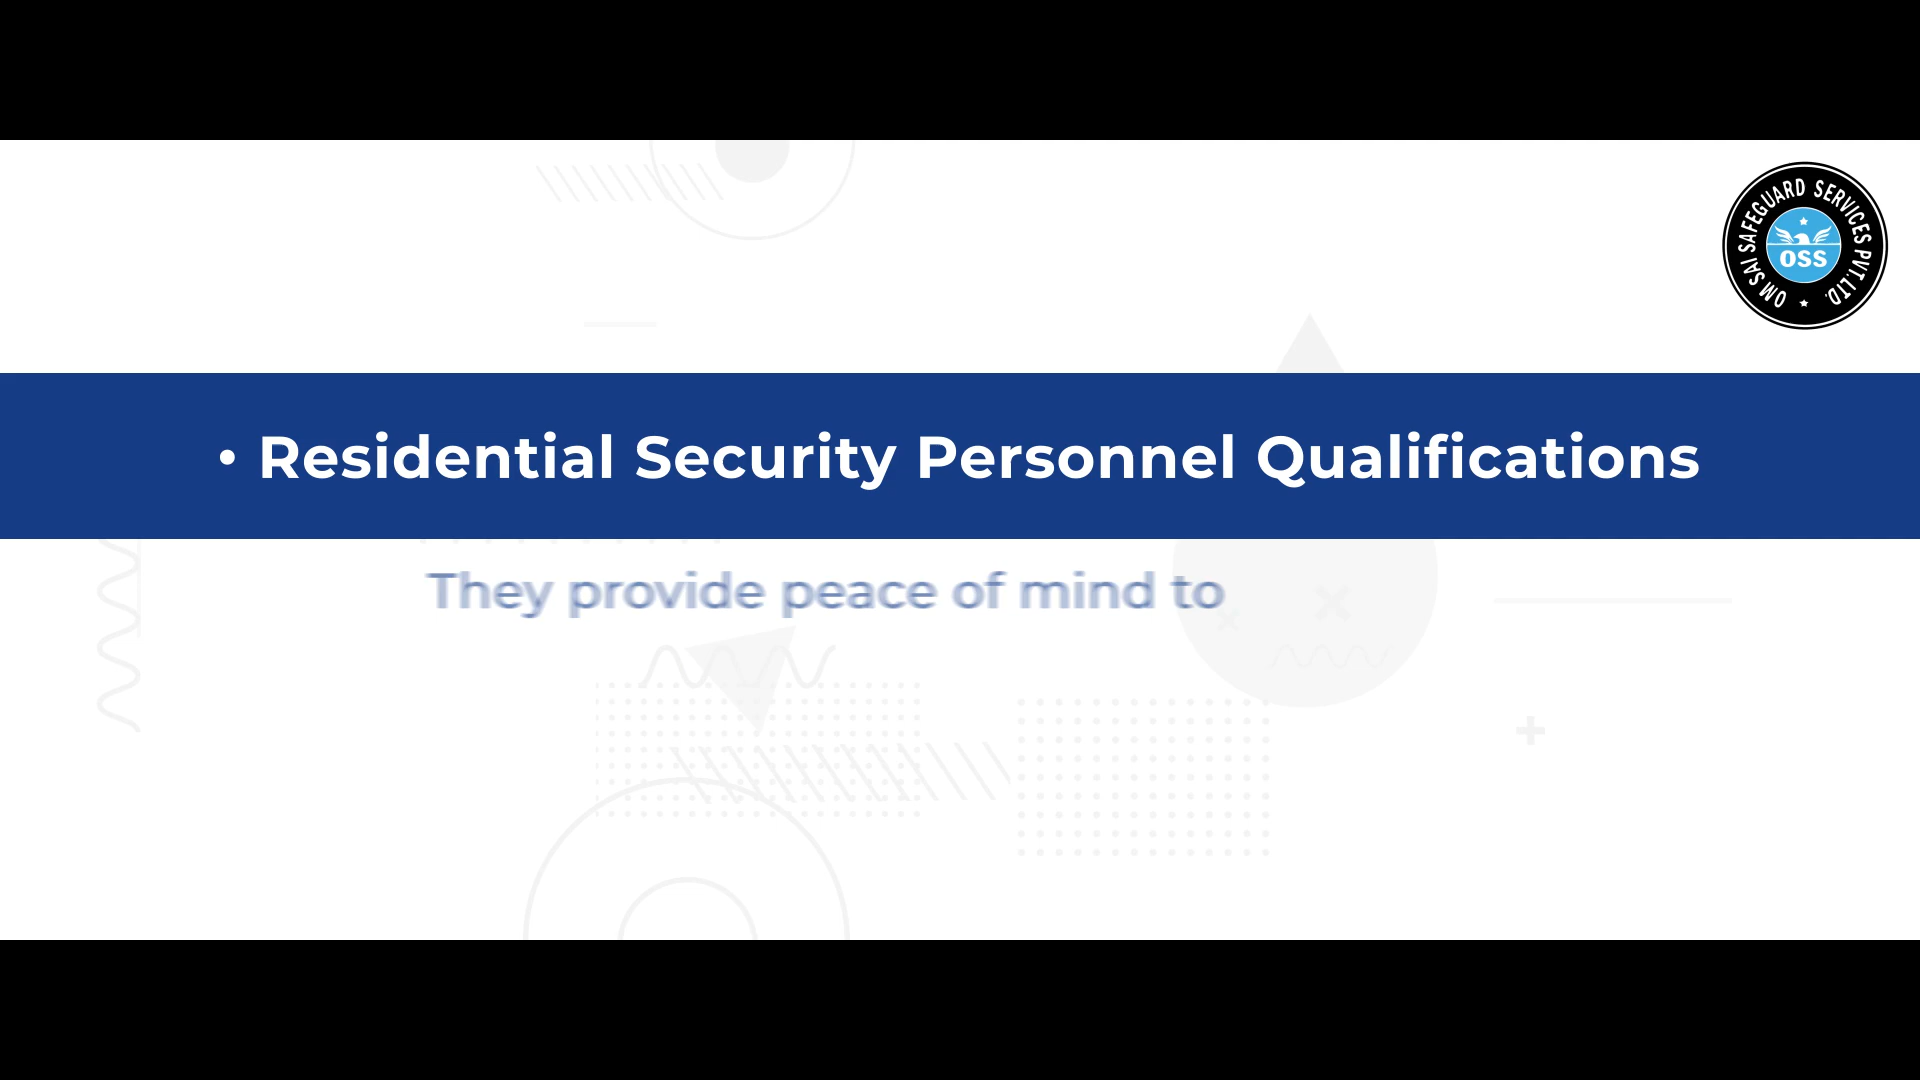 OM SAI SAFEGUARD SERVICES PVT.LTD.
OSS
• Residential Security Personnel Qualifications
They provide peace of mind to